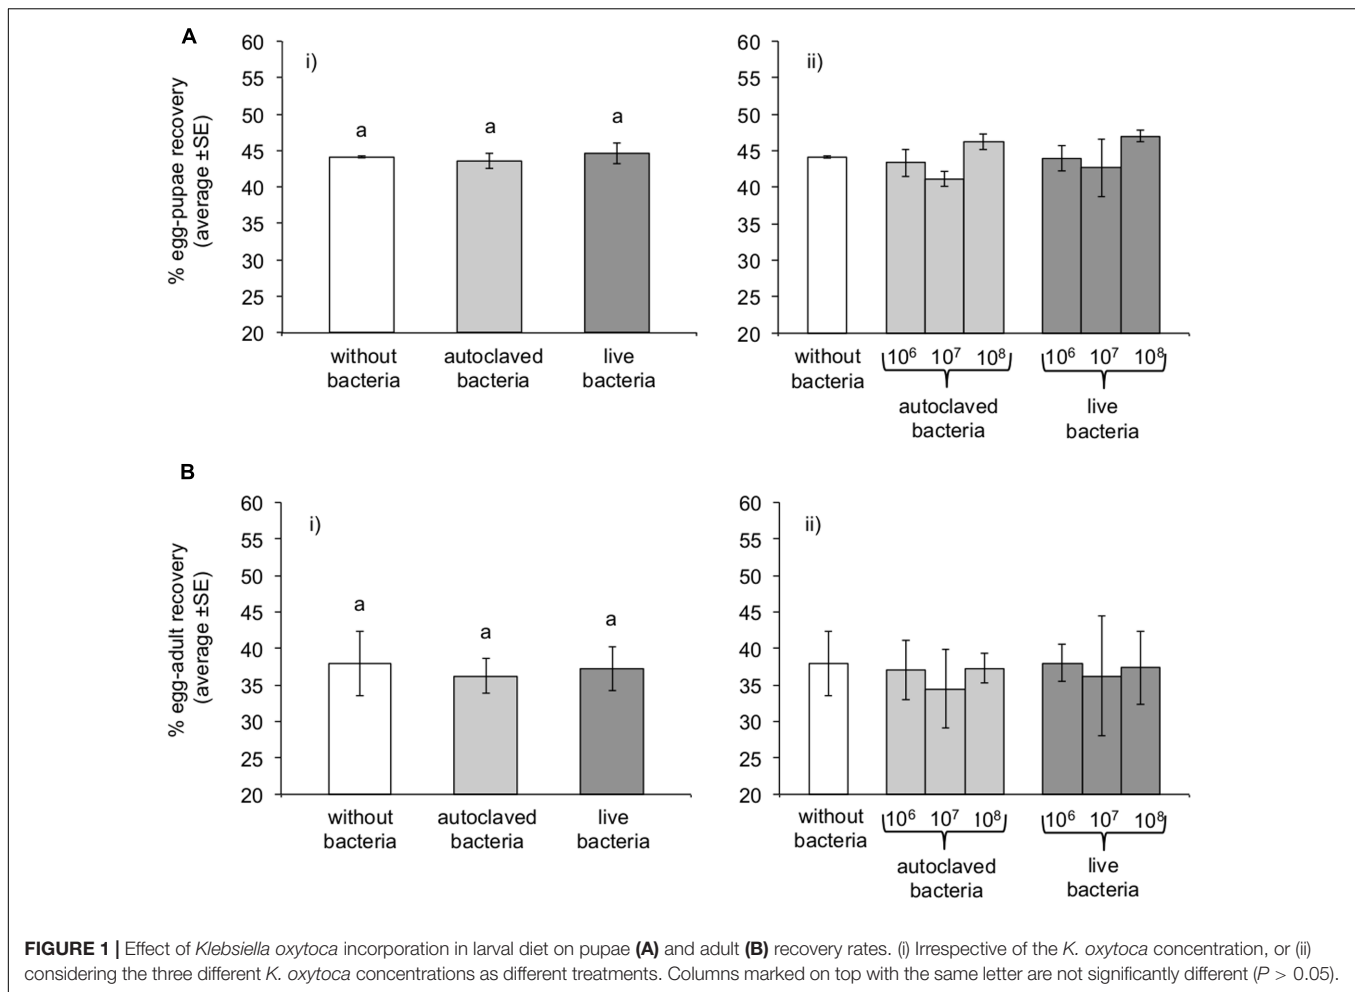 A
i)
60
55
50
45
40
35
30
25
20
% egg-pupae recovery
(average ±SE)
a a a
without bacteria
autoclaved bacteria
live bacteria
ii)
60
55
50
45
40
35
30
25
20
without bacteria
10⁶ 10⁷ 10⁸
autoclaved bacteria
10⁶ 10⁷ 10⁸
live bacteria
B
i)
60
55
50
45
40
35
30
25
20
% egg-adult recovery
(average ±SE)
a a a
without bacteria
autoclaved bacteria
live bacteria
ii)
60
55
50
45
40
35
30
25
20
without bacteria
10⁶ 10⁷ 10⁸
autoclaved bacteria
10⁶ 10⁷ 10⁸
live bacteria
FIGURE 1 | Effect of Klebsiella oxytoca incorporation in larval diet on pupae (A) and adult (B) recovery rates. (i) Irrespective of the K. oxytoca concentration, or (ii)
considering the three different K. oxytoca concentrations as different treatments. Columns marked on top with the same letter are not significantly different (P > 0.05).